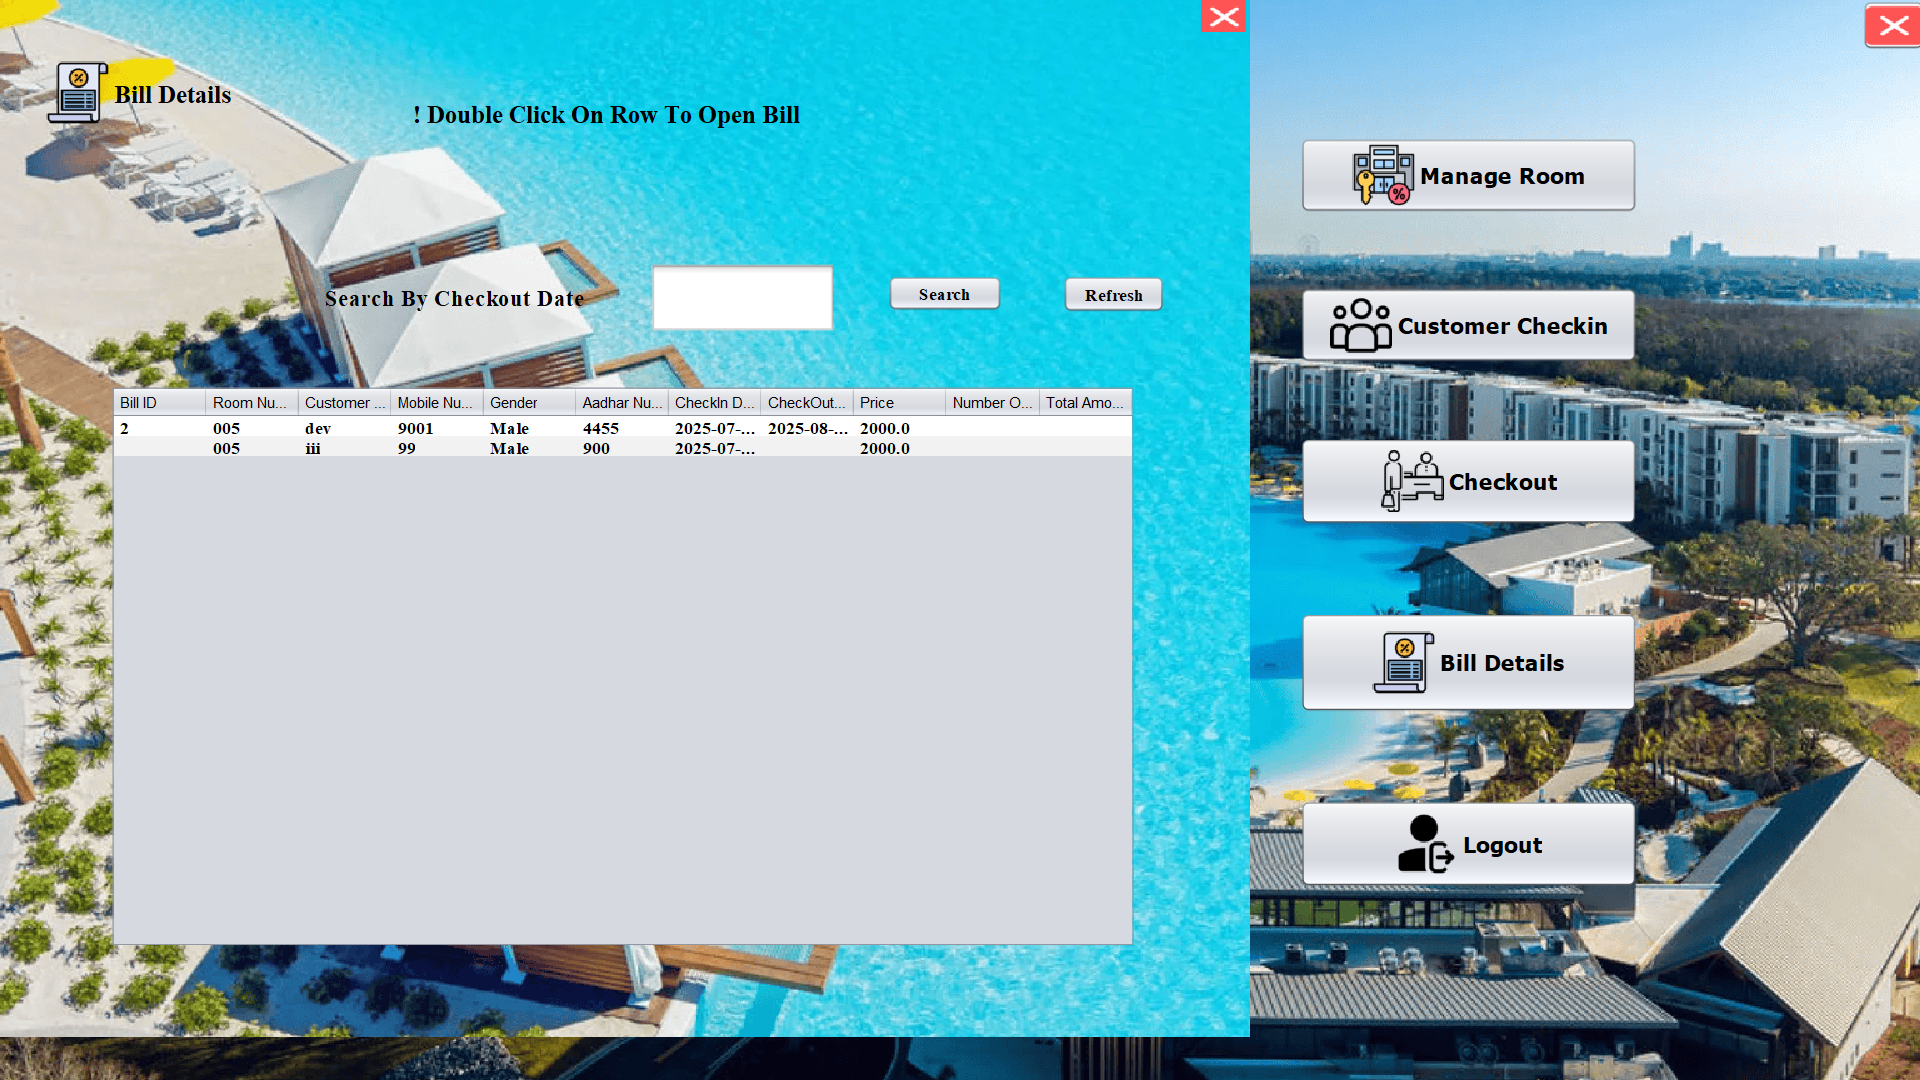 Bill Details
! Double Click On Row To Open Bill
Search By Checkout Date
Search
Refresh
Bill ID Room Nu... Customer ... Mobile Nu... Gender Aadhar Nu... CheckIn D... CheckOut... Price Number O... Total Amo...
2 005 dev 9001 Male 4455 2025-07-... 2025-08-... 2000.0
005 iii 99 Male 900 2025-07-... 2000.0
Manage Room
Customer Checkin
Checkout
Bill Details
Logout